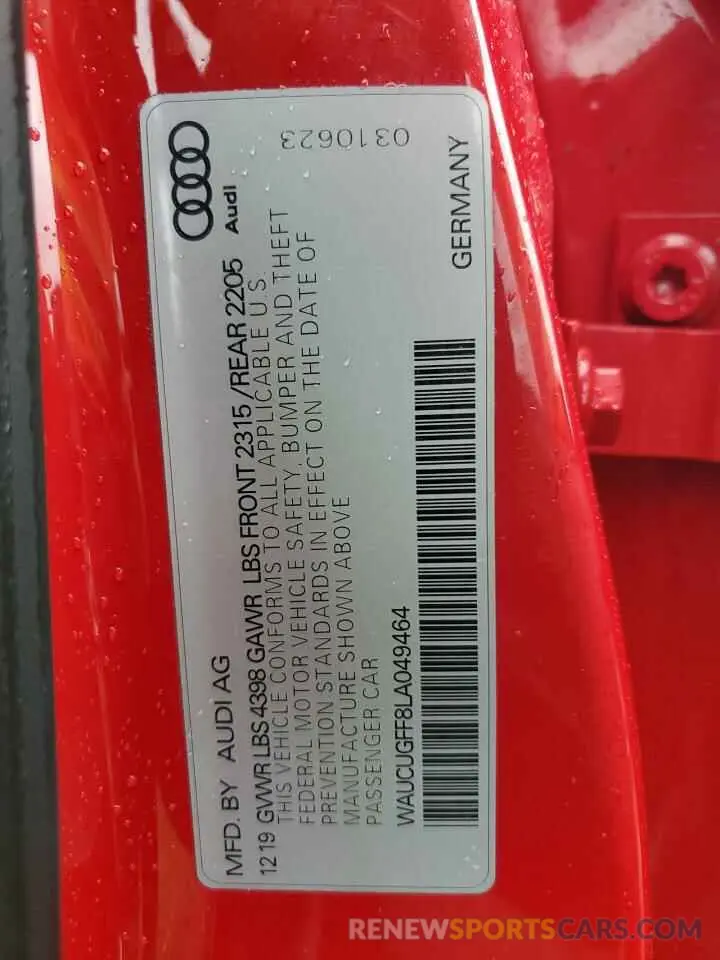 MFD. BY AUDI AG
Audi
1219 GVWR LBS 4398 GAWR LBS FRONT 2315/REAR 2205
THIS VEHICLE CONFORMS TO ALL APPLICABLE U.S.
FEDERAL MOTOR VEHICLE SAFETY, BUMPER AND THEFT
PREVENTION STANDARDS IN EFFECT ON THE DATE OF
MANUFACTURE SHOWN ABOVE
PASSENGER CAR
WAUCUGFF8LA049464
GERMANY
0310623
RENEWSPORTSCARS.COM